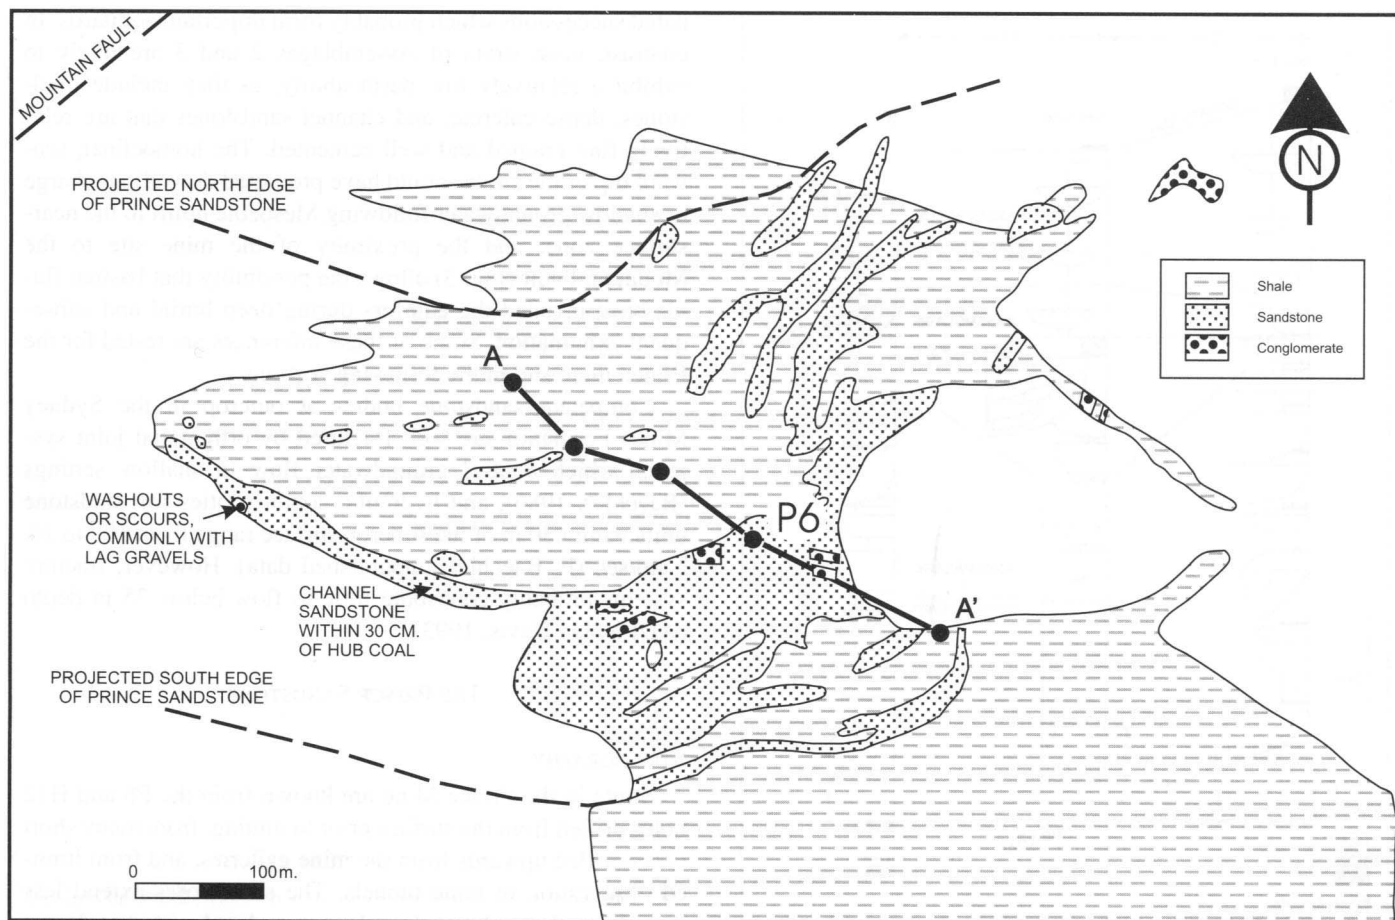 MOUNTAIN FAULT
PROJECTED NORTH EDGE
OF PRINCE SANDSTONE
N
Shale
Sandstone
Conglomerate
A
P6
WASHOUTS
OR SCOURS,
COMMONLY WITH
LAG GRAVELS
CHANNEL
SANDSTONE
WITHIN 30 CM.
OF HUB COAL
A'
PROJECTED SOUTH EDGE
OF PRINCE SANDSTONE
0 100m.